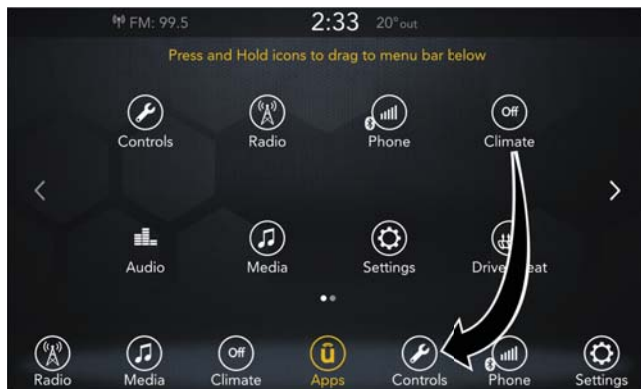 FM: 99.5 2:33 20° out
Press and Hold icons to drag to menu bar below
Off
Controls Radio Phone Climate
Audio Media Settings Driver Seat
Off û
Radio Media Climate Apps Controls Phone Settings